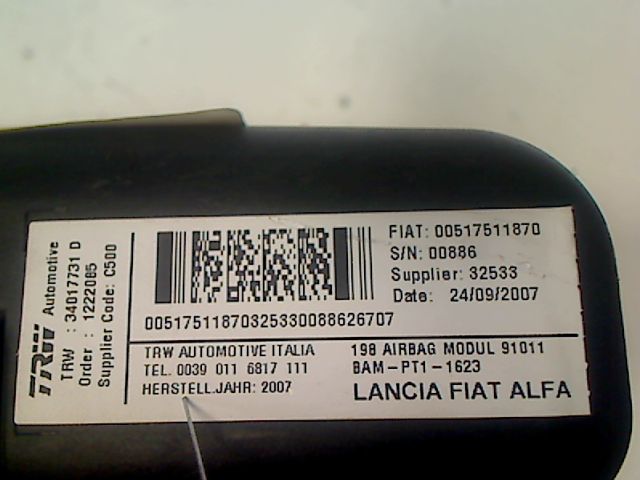 TRW Automotive
TRW : 34017731 D
Order : 1222085
Supplier Code: C500
FIAT: 00517511870
S/N: 00886
Supplier: 32533
Date: 24/09/2007
00517511870325330088626707
TRW AUTOMOTIVE ITALIA
TEL. 0039 011 6817 111
HERSTELL.JAHR: 2007
198 AIRBAG MODUL 91011
BAM-PT1-1623
LANCIA FIAT ALFA